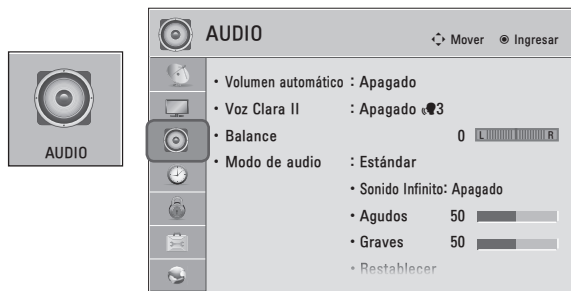 AUDIO
AUDIO
Mover Ingresar
• Volumen automático : Apagado
• Voz Clara II : Apagado 3
• Balance 0 L R
• Modo de audio : Estándar
• Sonido Infinito: Apagado
• Agudos 50
• Graves 50
• Restablecer